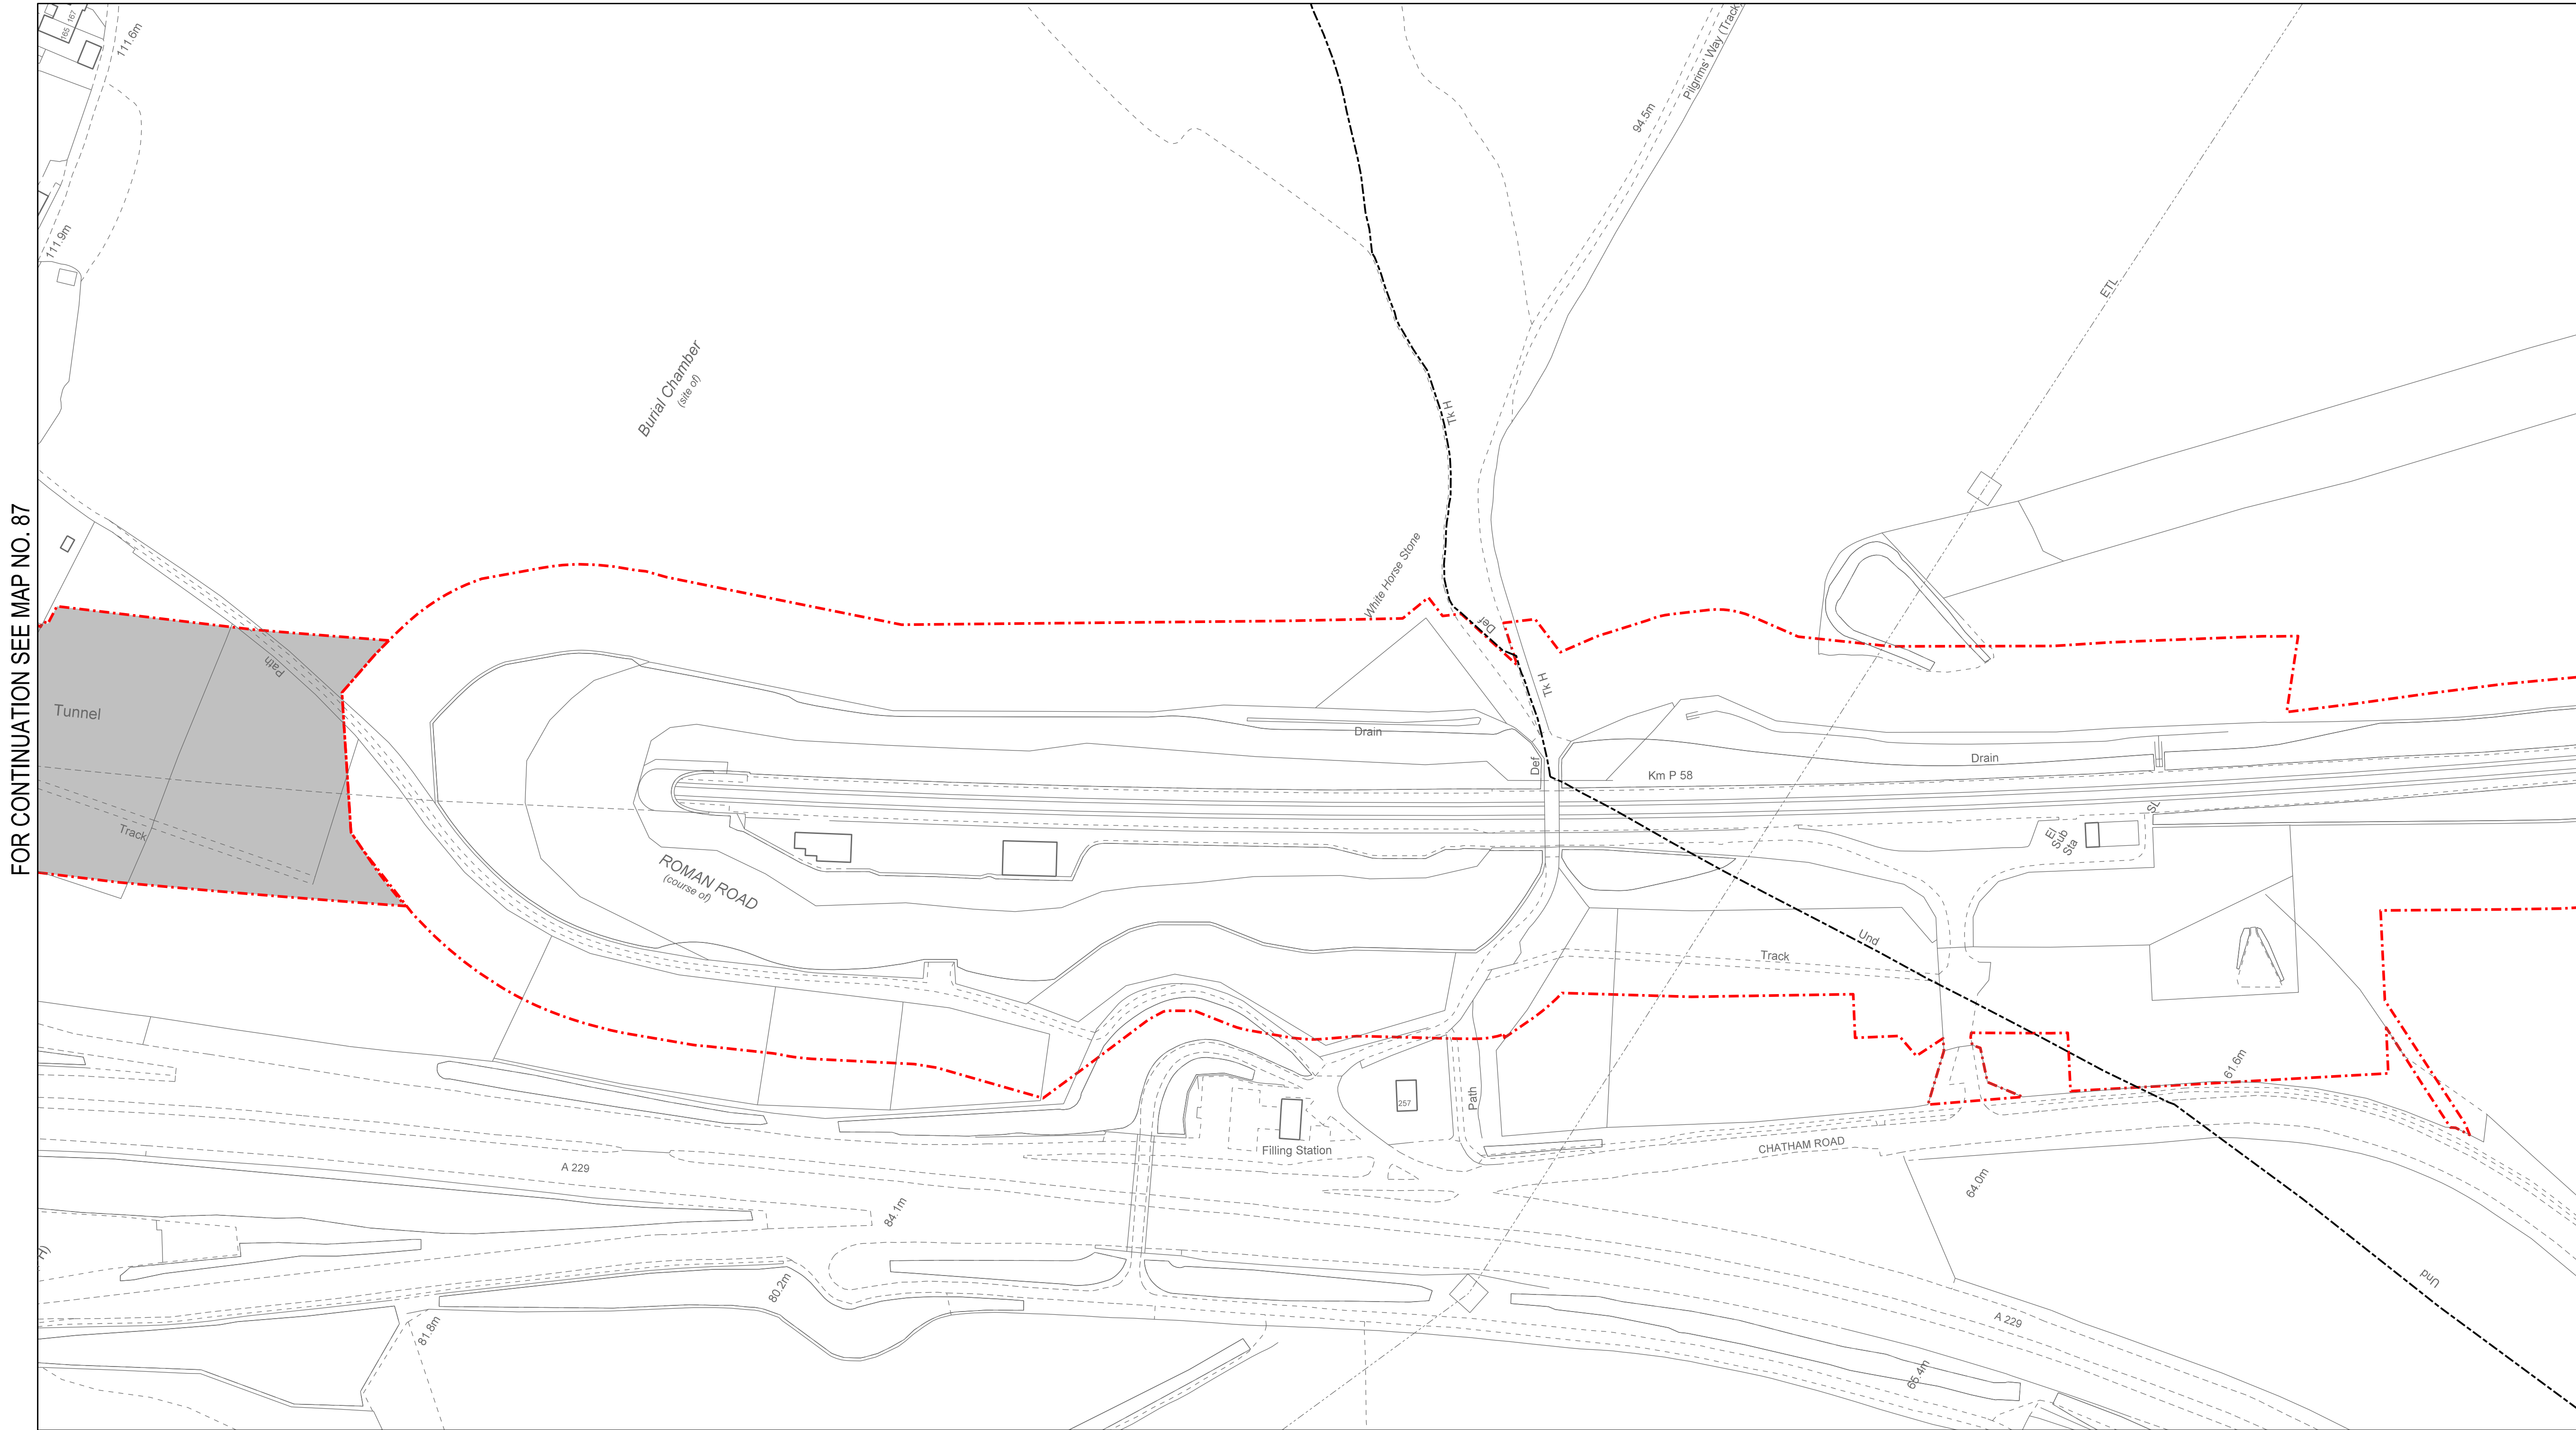 FOR CONTINUATION SEE MAP NO. 87
165
167
111.6m
111.9m
Burial Chamber
(site of)
Pilgrims' Way (Track)
94.5m
ETL
Tk H
White Horse Stone
Def
Tk H
Path
Tunnel
Track
Drain
Def
Km P 58
Drain
SL
El
Sub
Sta
ROMAN ROAD
(course of)
Und
Track
61.6m
257
Path
Filling Station
CHATHAM ROAD
A 229
64.0m
84.1m
80.2m
81.8m
Und
A 229
65.4m
H)